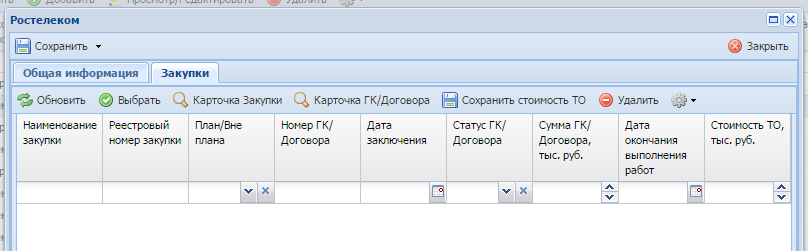 Добавить Просмотр/Редактировать Удалить
Ростелеком
Сохранить Закрыть
Общая информация Закупки
Обновить Выбрать Карточка Закупки Карточка ГК/Договора Сохранить стоимость ТО Удалить
Наименование закупки
Реестровый номер закупки
План/Вне плана
Номер ГК/ Договора
Дата заключения
Статус ГК/ Договора
Сумма ГК/ Договора, тыс. руб.
Дата окончания выполнения работ
Стоимость ТО, тыс. руб.